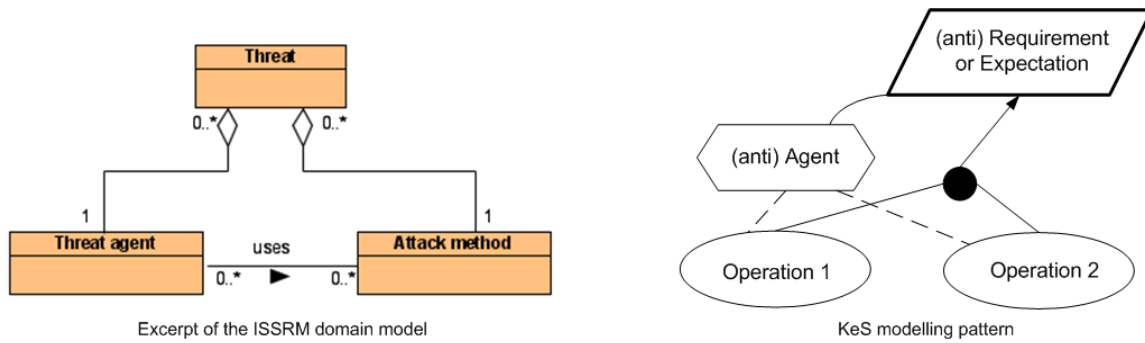 Threat
0..*
0..*
1
1
Threat agent
uses
Attack method
0..*
0..*
Excerpt of the ISSRM domain model
(anti) Requirement
or Expectation
(anti) Agent
Operation 1
Operation 2
KeS modelling pattern